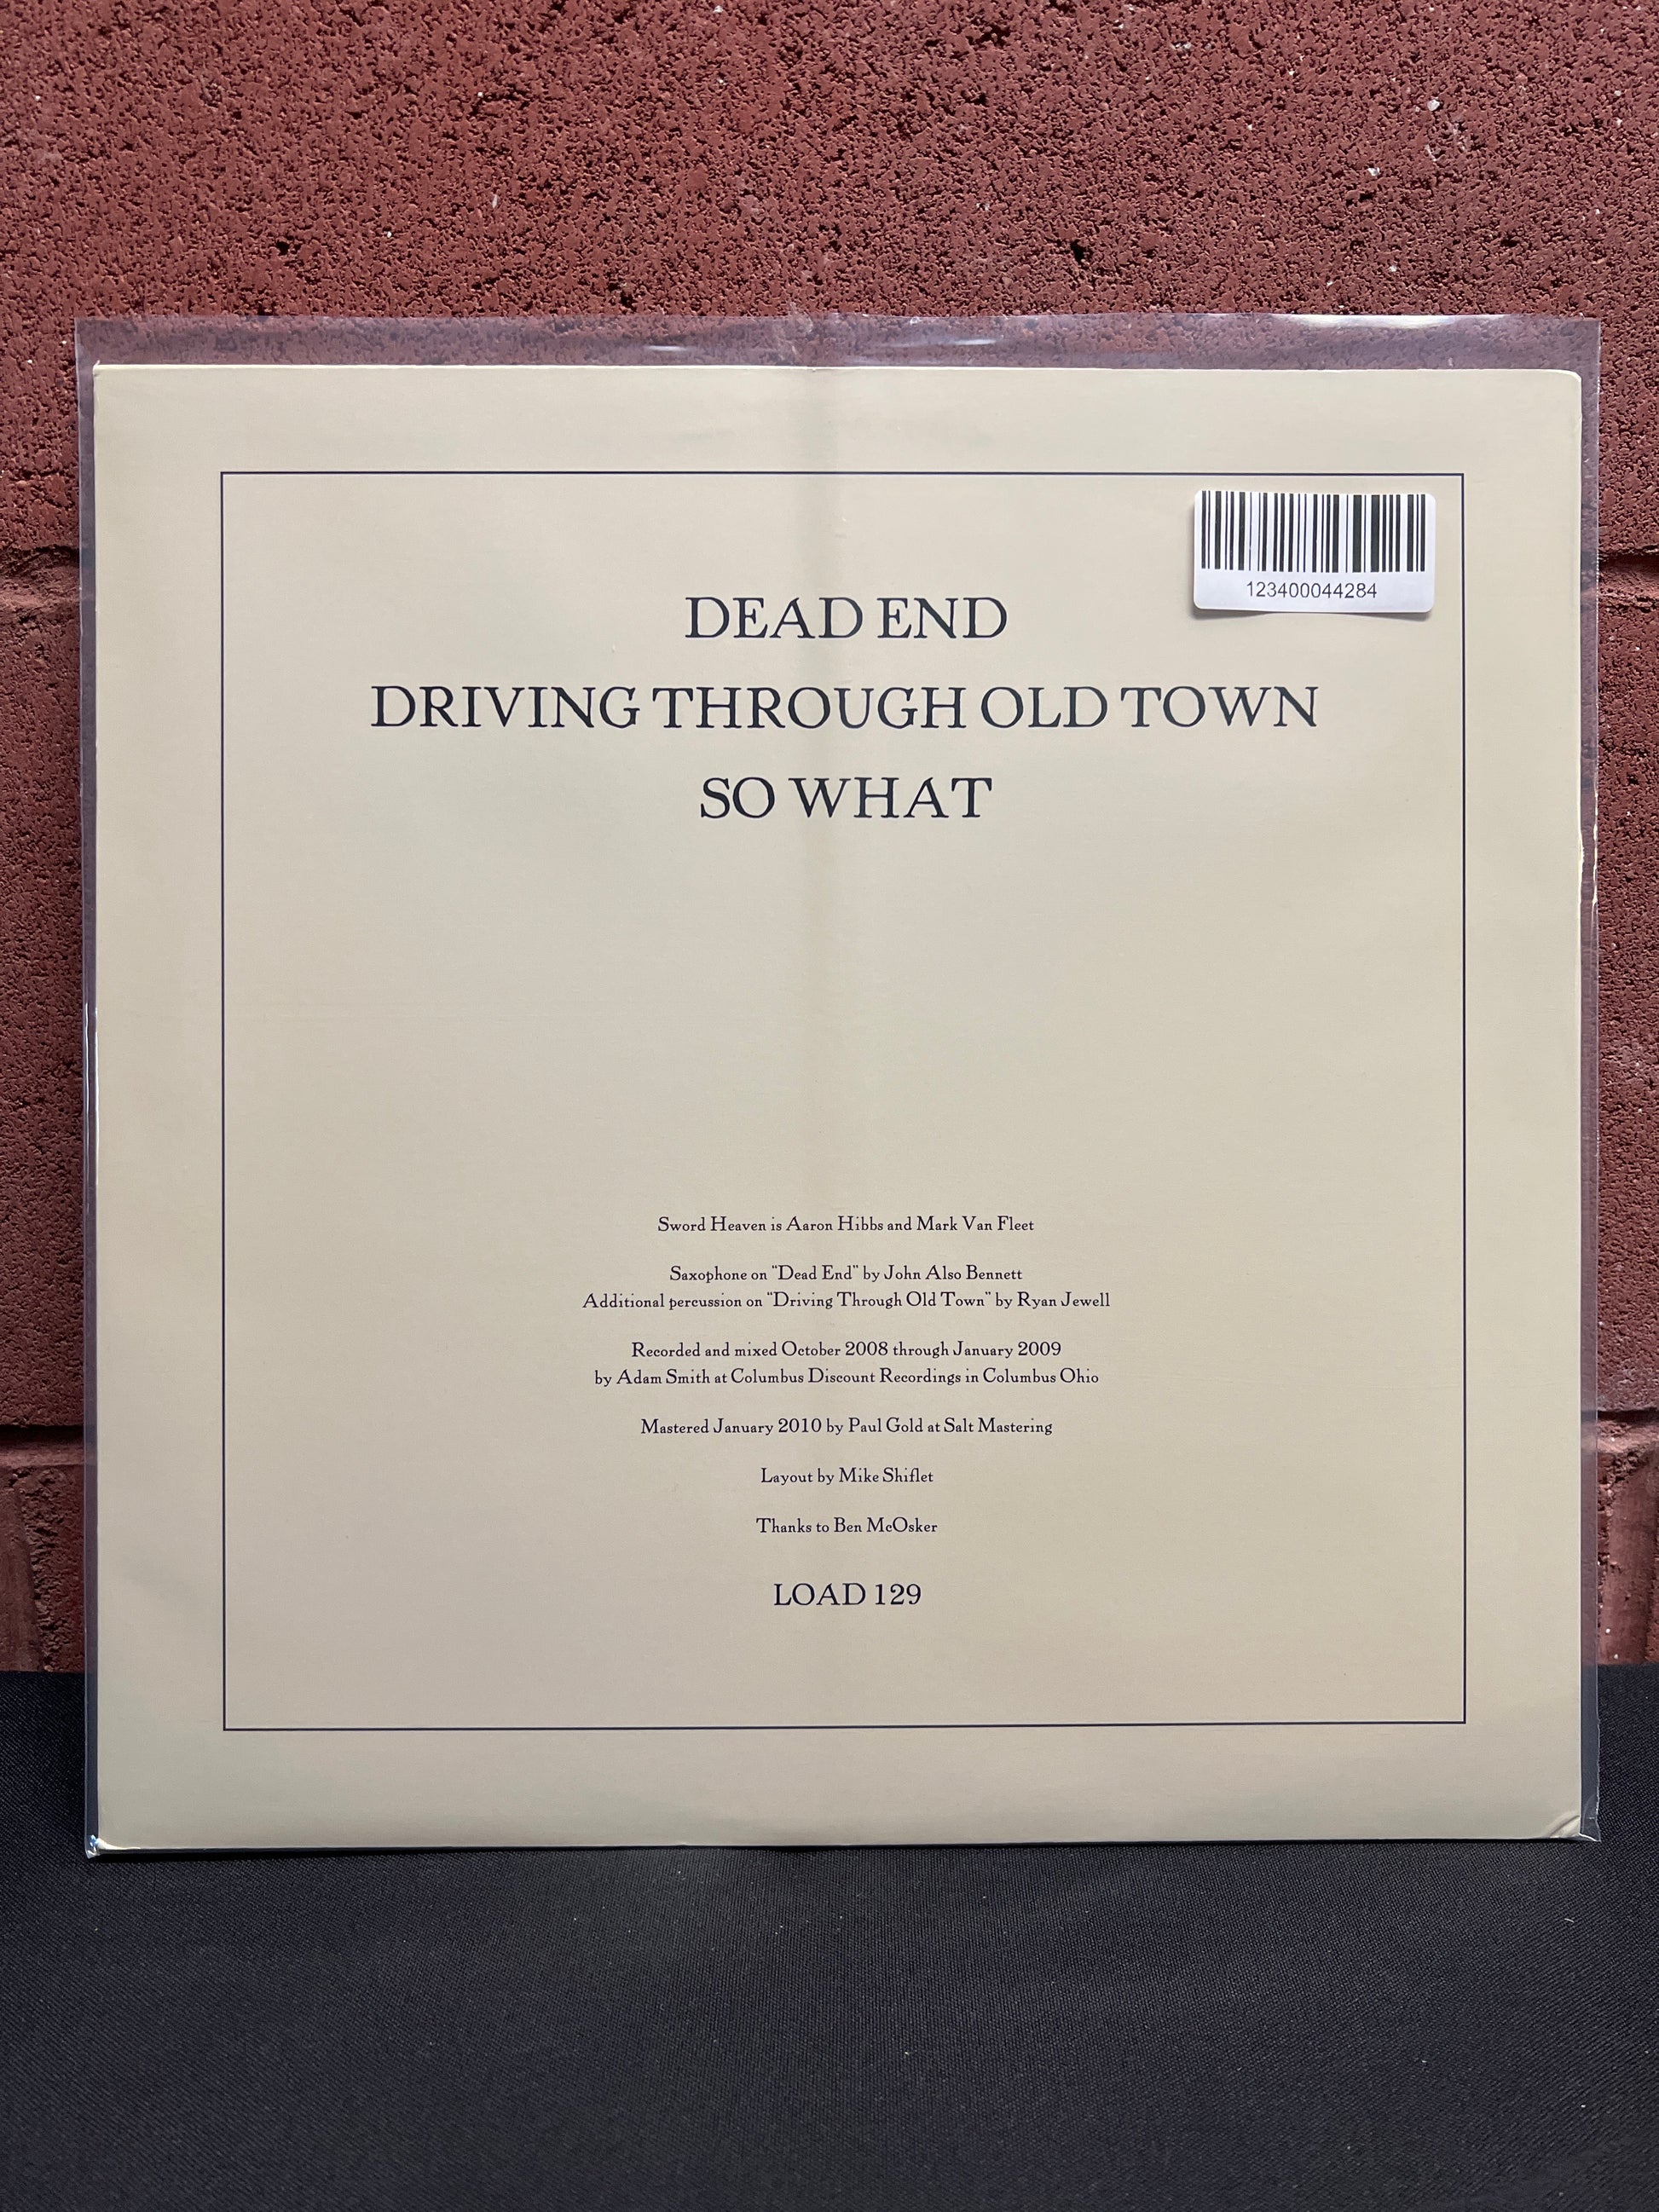 123400044284
DEAD END
DRIVING THROUGH OLD TOWN
SO WHAT
Sword Heaven is Aaron Hibbs and Mark Van Fleet
Saxophone on "Dead End" by John Also Bennett
Additional percussion on "Driving Through Old Town" by Ryan Jewell
Recorded and mixed October 2008 through January 2009
by Adam Smith at Columbus Discount Recordings in Columbus Ohio
Mastered January 2010 by Paul Gold at Salt Mastering
Layout by Mike Shiflet
Thanks to Ben McOsker
LOAD 129